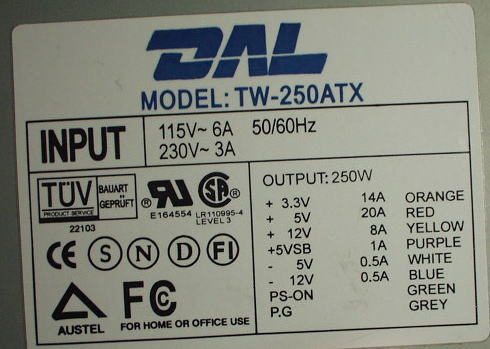 DAL
MODEL: TW-250ATX
INPUT
115V~ 6A 50/60Hz
230V~ 3A
TÜV
PRODUCT SERVICE
BAUART
GEPRÜFT
22103
RU
E164554
SA
LR110995-4
LEVEL 3
CE S N D FI
AUSTEL
FC
FOR HOME OR OFFICE USE
OUTPUT: 250W
+ 3.3V 14A ORANGE
+ 5V 20A RED
+ 12V 8A YELLOW
+5VSB 1A PURPLE
- 5V 0.5A WHITE
- 12V 0.5A BLUE
PS-ON GREEN
P.G GREY